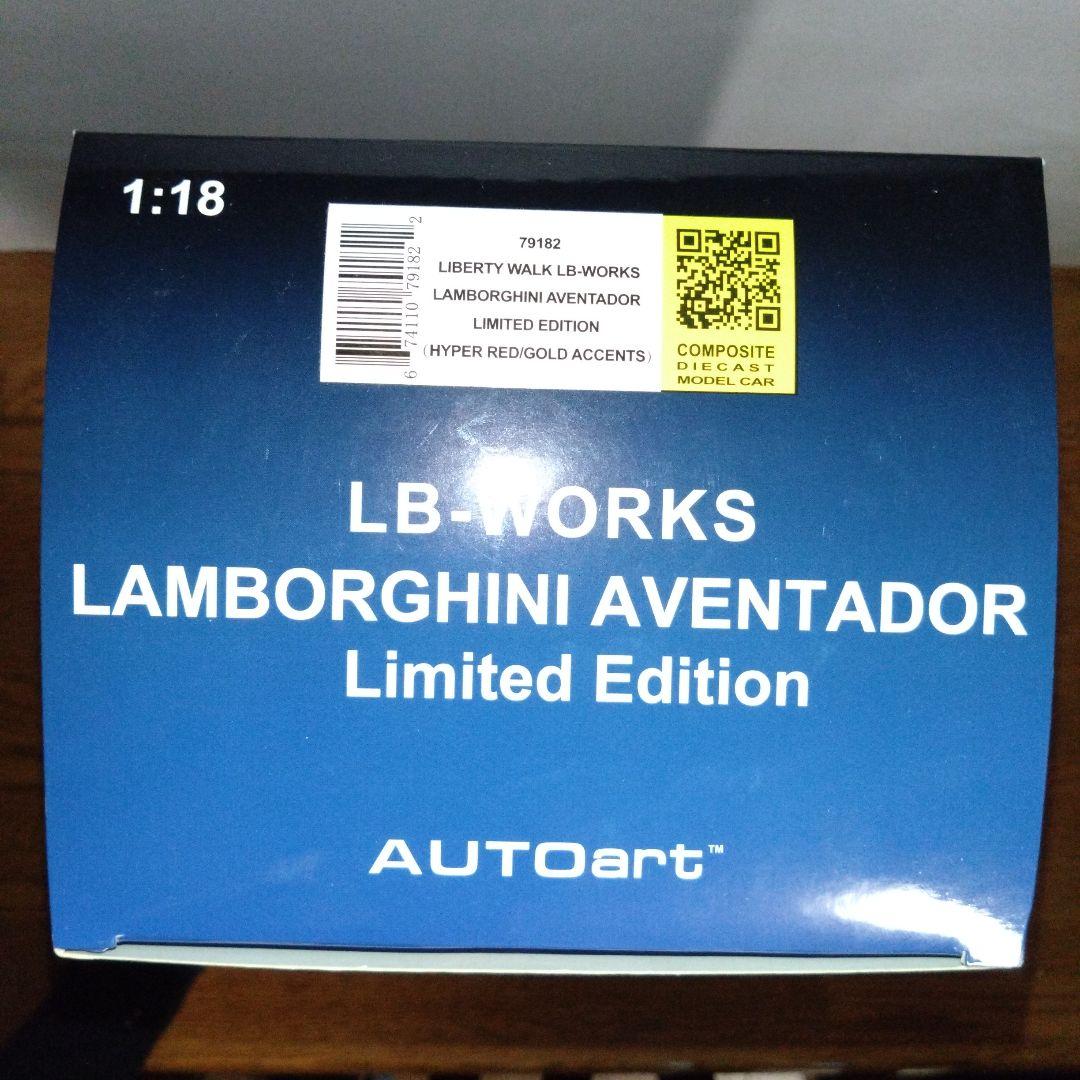 1:18
79182
LIBERTY WALK LB-WORKS
LAMBORGHINI AVENTADOR
LIMITED EDITION
(HYPER RED/GOLD ACCENTS)
6 74110 79182 2
COMPOSITE
DIECAST
MODEL CAR
LB-WORKS
LAMBORGHINI AVENTADOR
Limited Edition
AUTOart™